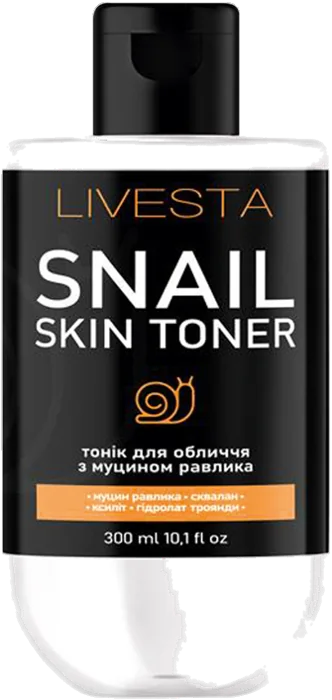 LIVESTA
SNAIL
SKIN TONER
тонік для обличчя
з муцином равлика
• муцин равлика • сквалан •
• ксиліт • гідролат троянди •
300 ml 10,1 fl oz